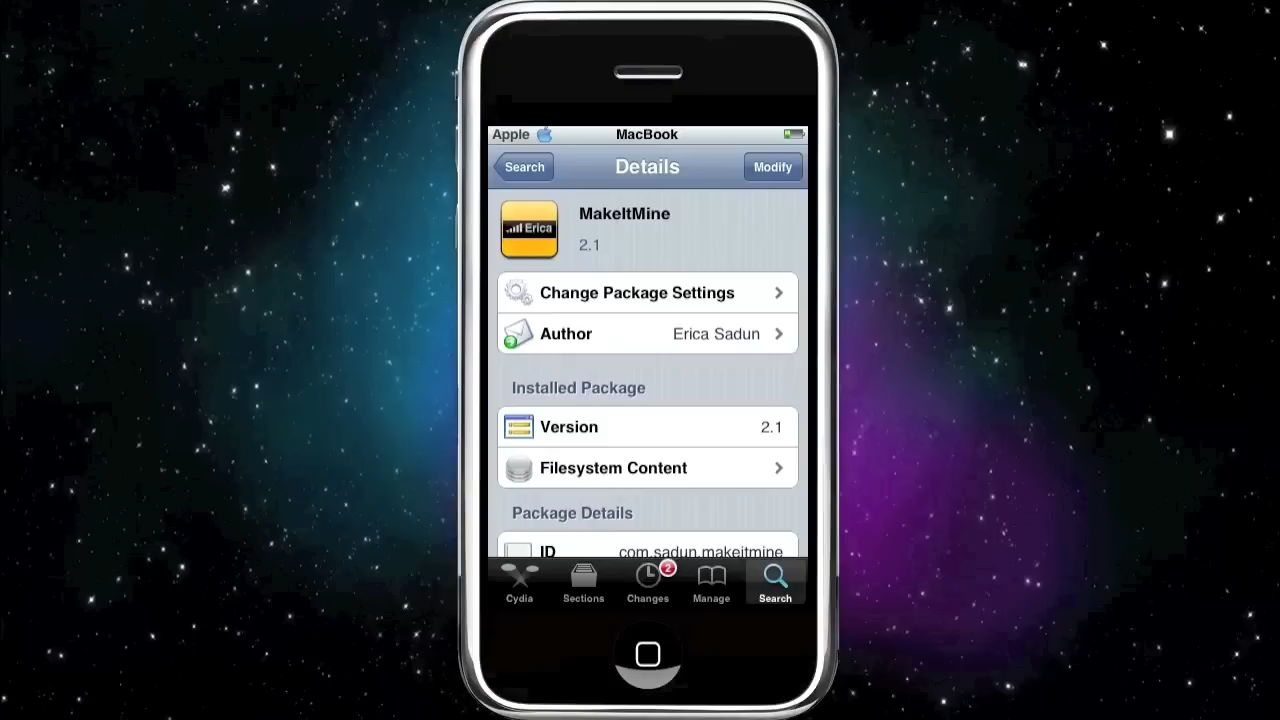 Apple MacBook
Search Details Modify
Erica
MakeItMine
2.1
Change Package Settings
Author Erica Sadun
Installed Package
Version 2.1
Filesystem Content
Package Details
ID com.sadun.makeitmine
2
Cydia Sections Changes Manage Search